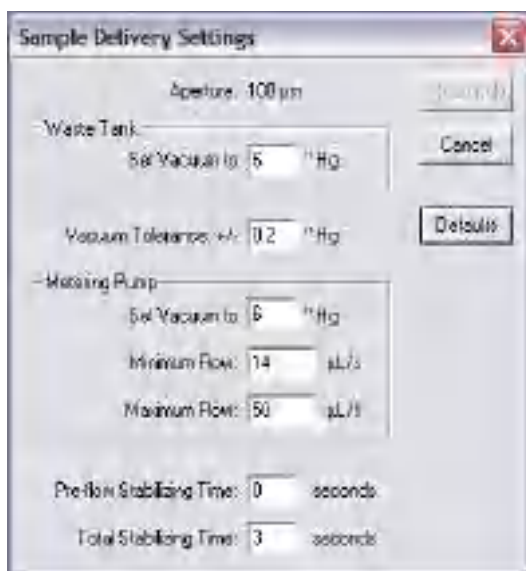 Sample Delivery Settings
Aperture: 100 µm
Waste Tank
Set Vacuum to: 6 "Hg
Cancel
Vacuum Tolerance +/-: 0.2 "Hg
Defaults
Metering Pump
Set Vacuum to: 6 "Hg
Minimum Flow: 14 µL/s
Maximum Flow: 50 µL/s
Pre-flow Stabilizing Time: 0 seconds
Total Stabilizing Time: 3 seconds